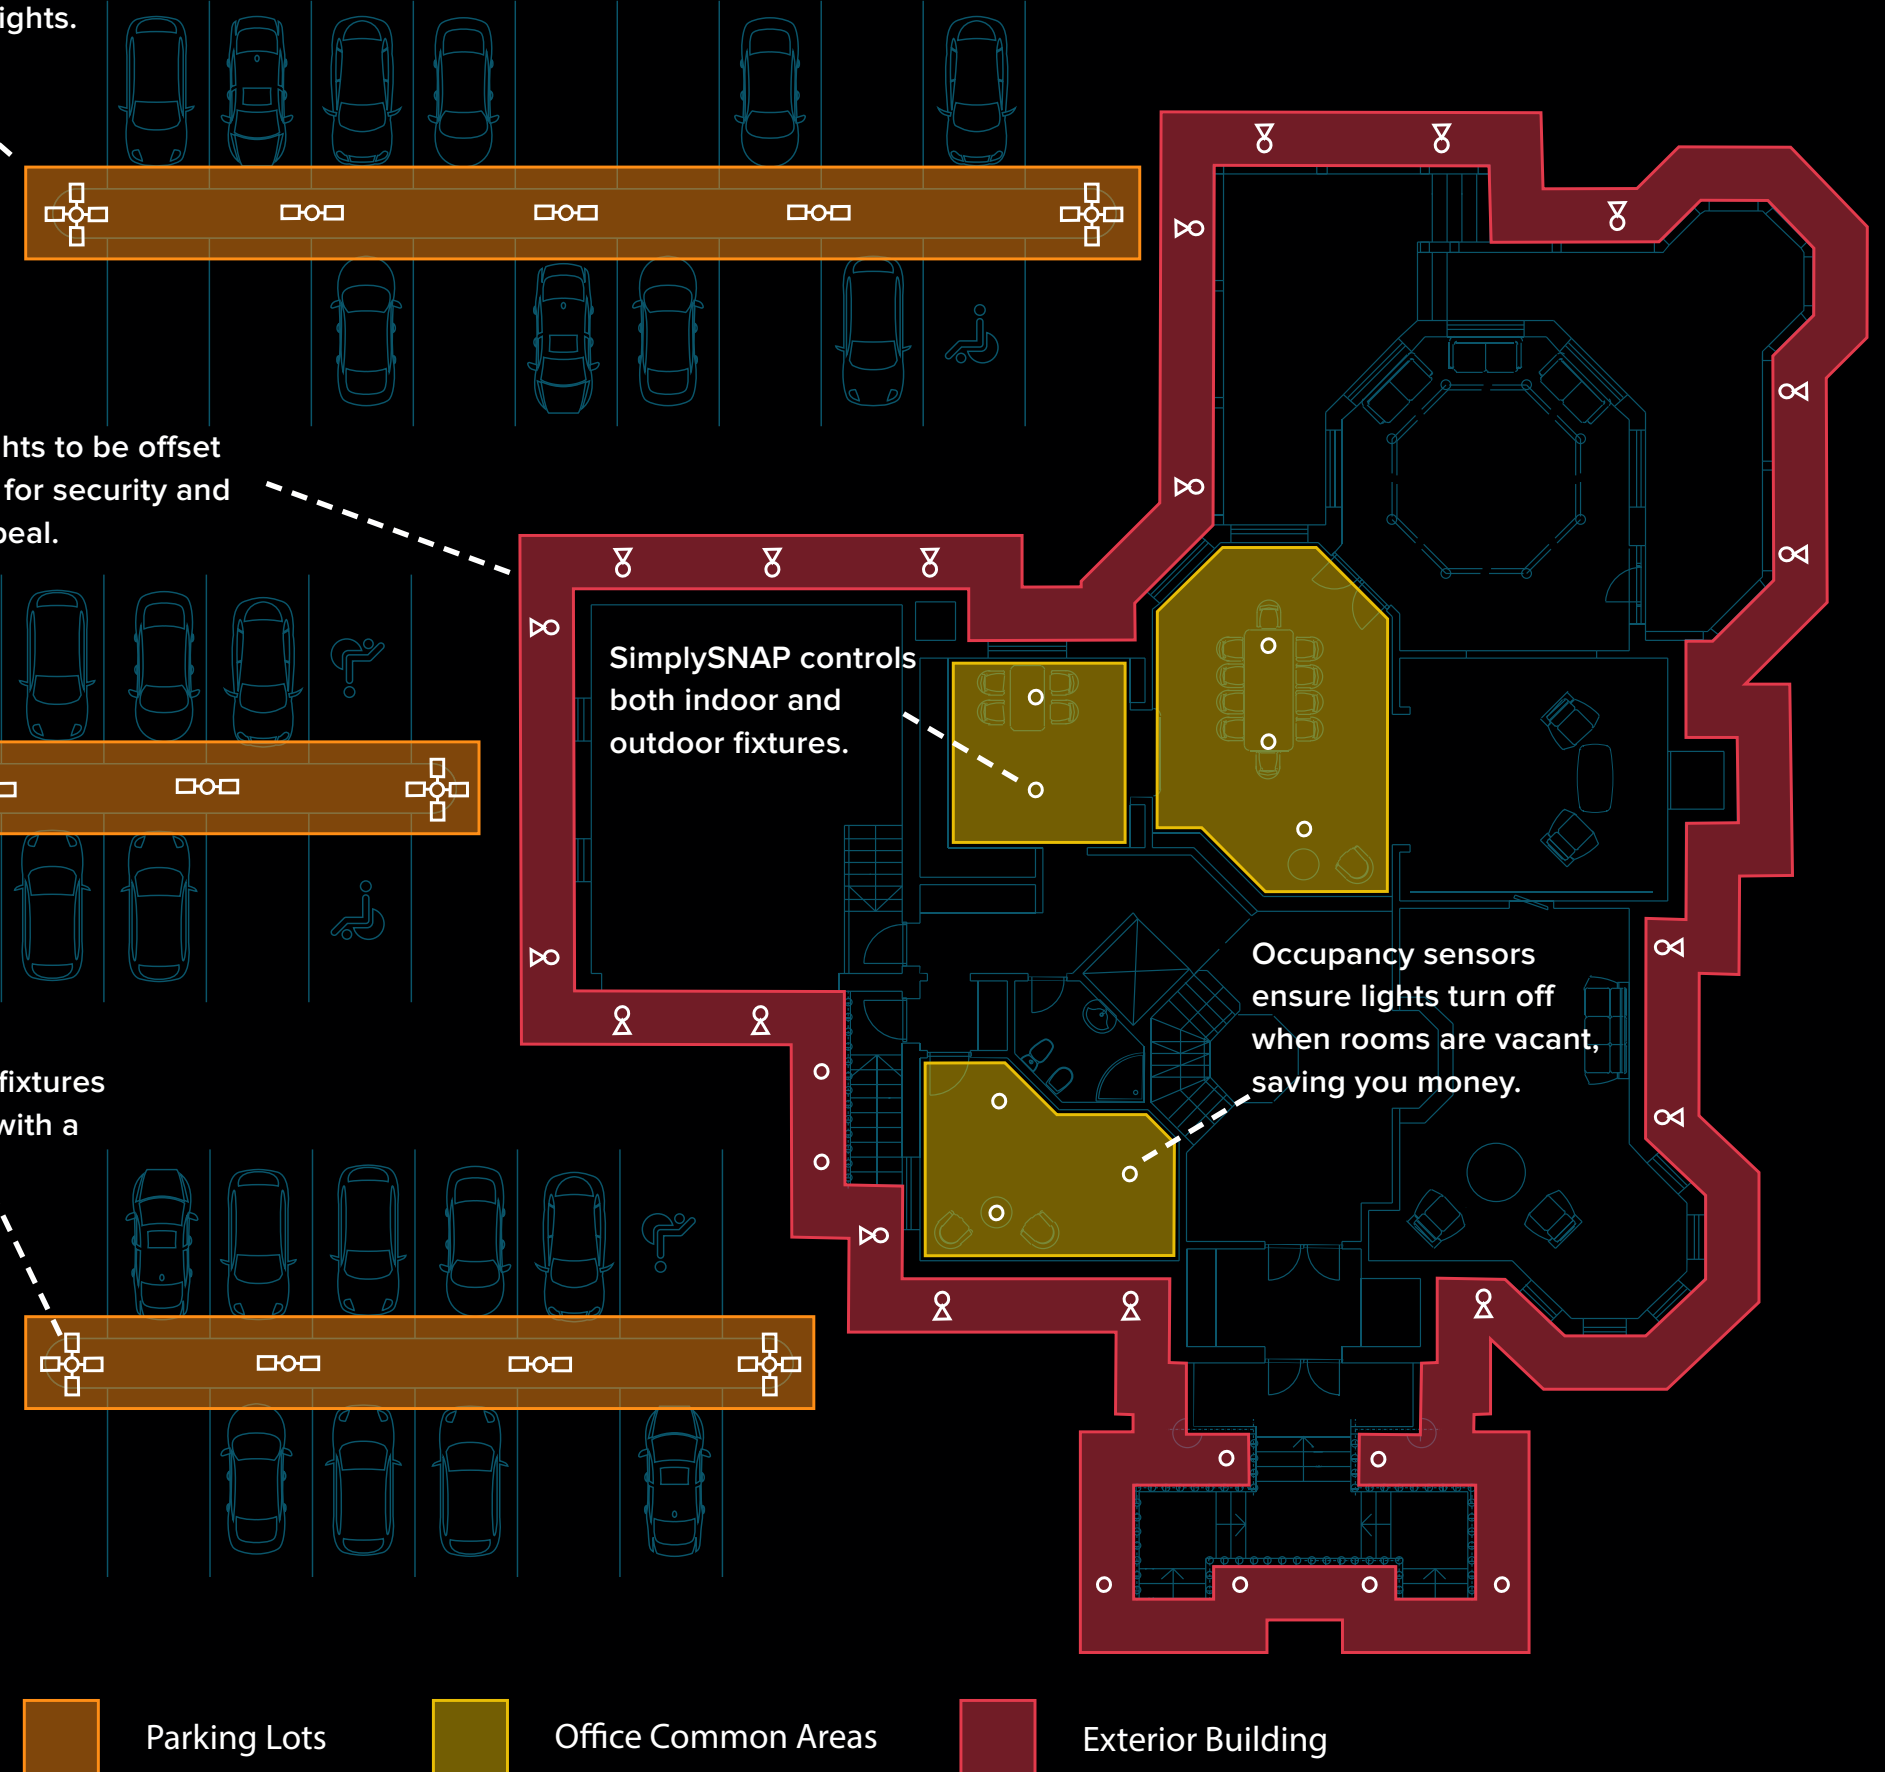 ights.
hts to be offset
for security and
peal.
SimplySNAP controls
both indoor and
outdoor fixtures.
Occupancy sensors
ensure lights turn off
when rooms are vacant,
saving you money.
fixtures
with a
Parking Lots
Office Common Areas
Exterior Building